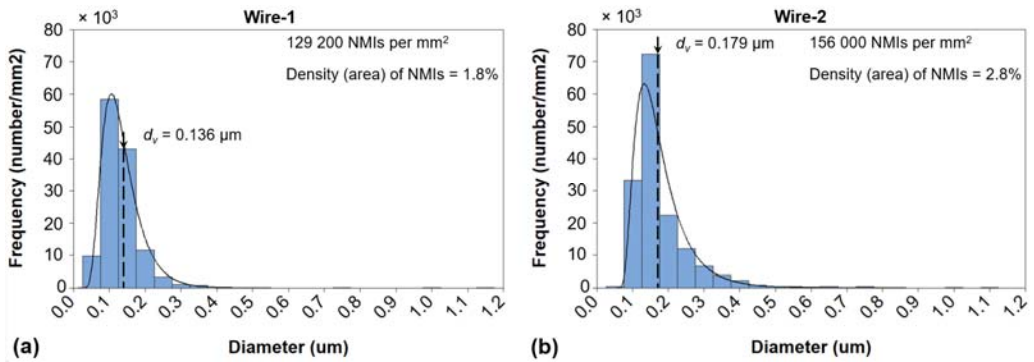 × 10³
Wire-1
129 200 NMIs per mm²
Density (area) of NMIs = 1.8%
dᵥ = 0.136 µm
Frequency (number/mm2)
80
70
60
50
40
30
20
10
0
0.0 0.1 0.2 0.3 0.4 0.5 0.6 0.7 0.8 0.9 1.0 1.1 1.2
Diameter (um)
(a)
× 10³
Wire-2
dᵥ = 0.179 µm
156 000 NMIs per mm²
Density (area) of NMIs = 2.8%
Frequency (number/mm2)
80
70
60
50
40
30
20
10
0
0.0 0.1 0.2 0.3 0.4 0.5 0.6 0.7 0.8 0.9 1.0 1.1 1.2
Diameter (um)
(b)